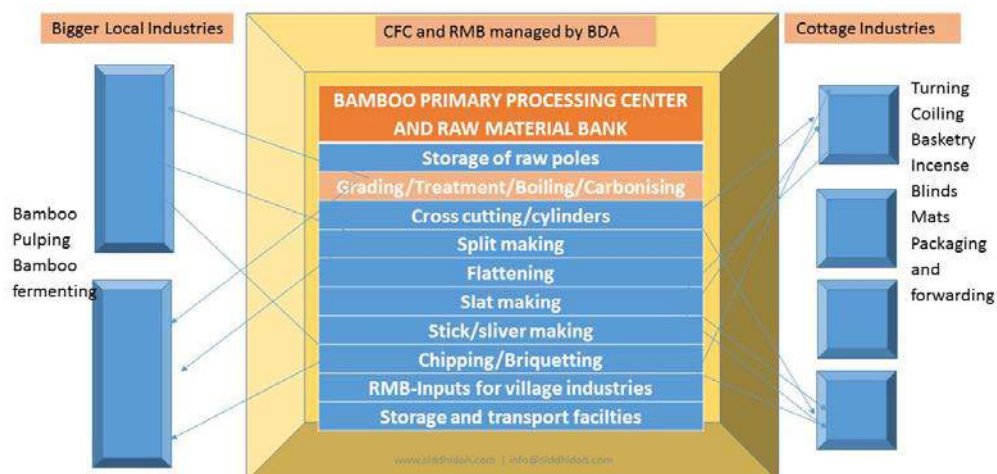 Bigger Local Industries
CFC and RMB managed by BDA
Cottage Industries
BAMBOO PRIMARY PROCESSING CENTER
AND RAW MATERIAL BANK
Storage of raw poles
Grading/Treatment/Boiling/Carbonising
Cross cutting/cylinders
Split making
Flattening
Slat making
Stick/sliver making
Chipping/Briquetting
RMB-Inputs for village industries
Storage and transport facilties
Bamboo
Pulping
Bamboo
fermenting
Turning
Coiling
Basketry
Incense
Blinds
Mats
Packaging
and
forwarding
www.siddhidah.com | info@siddhidah.com